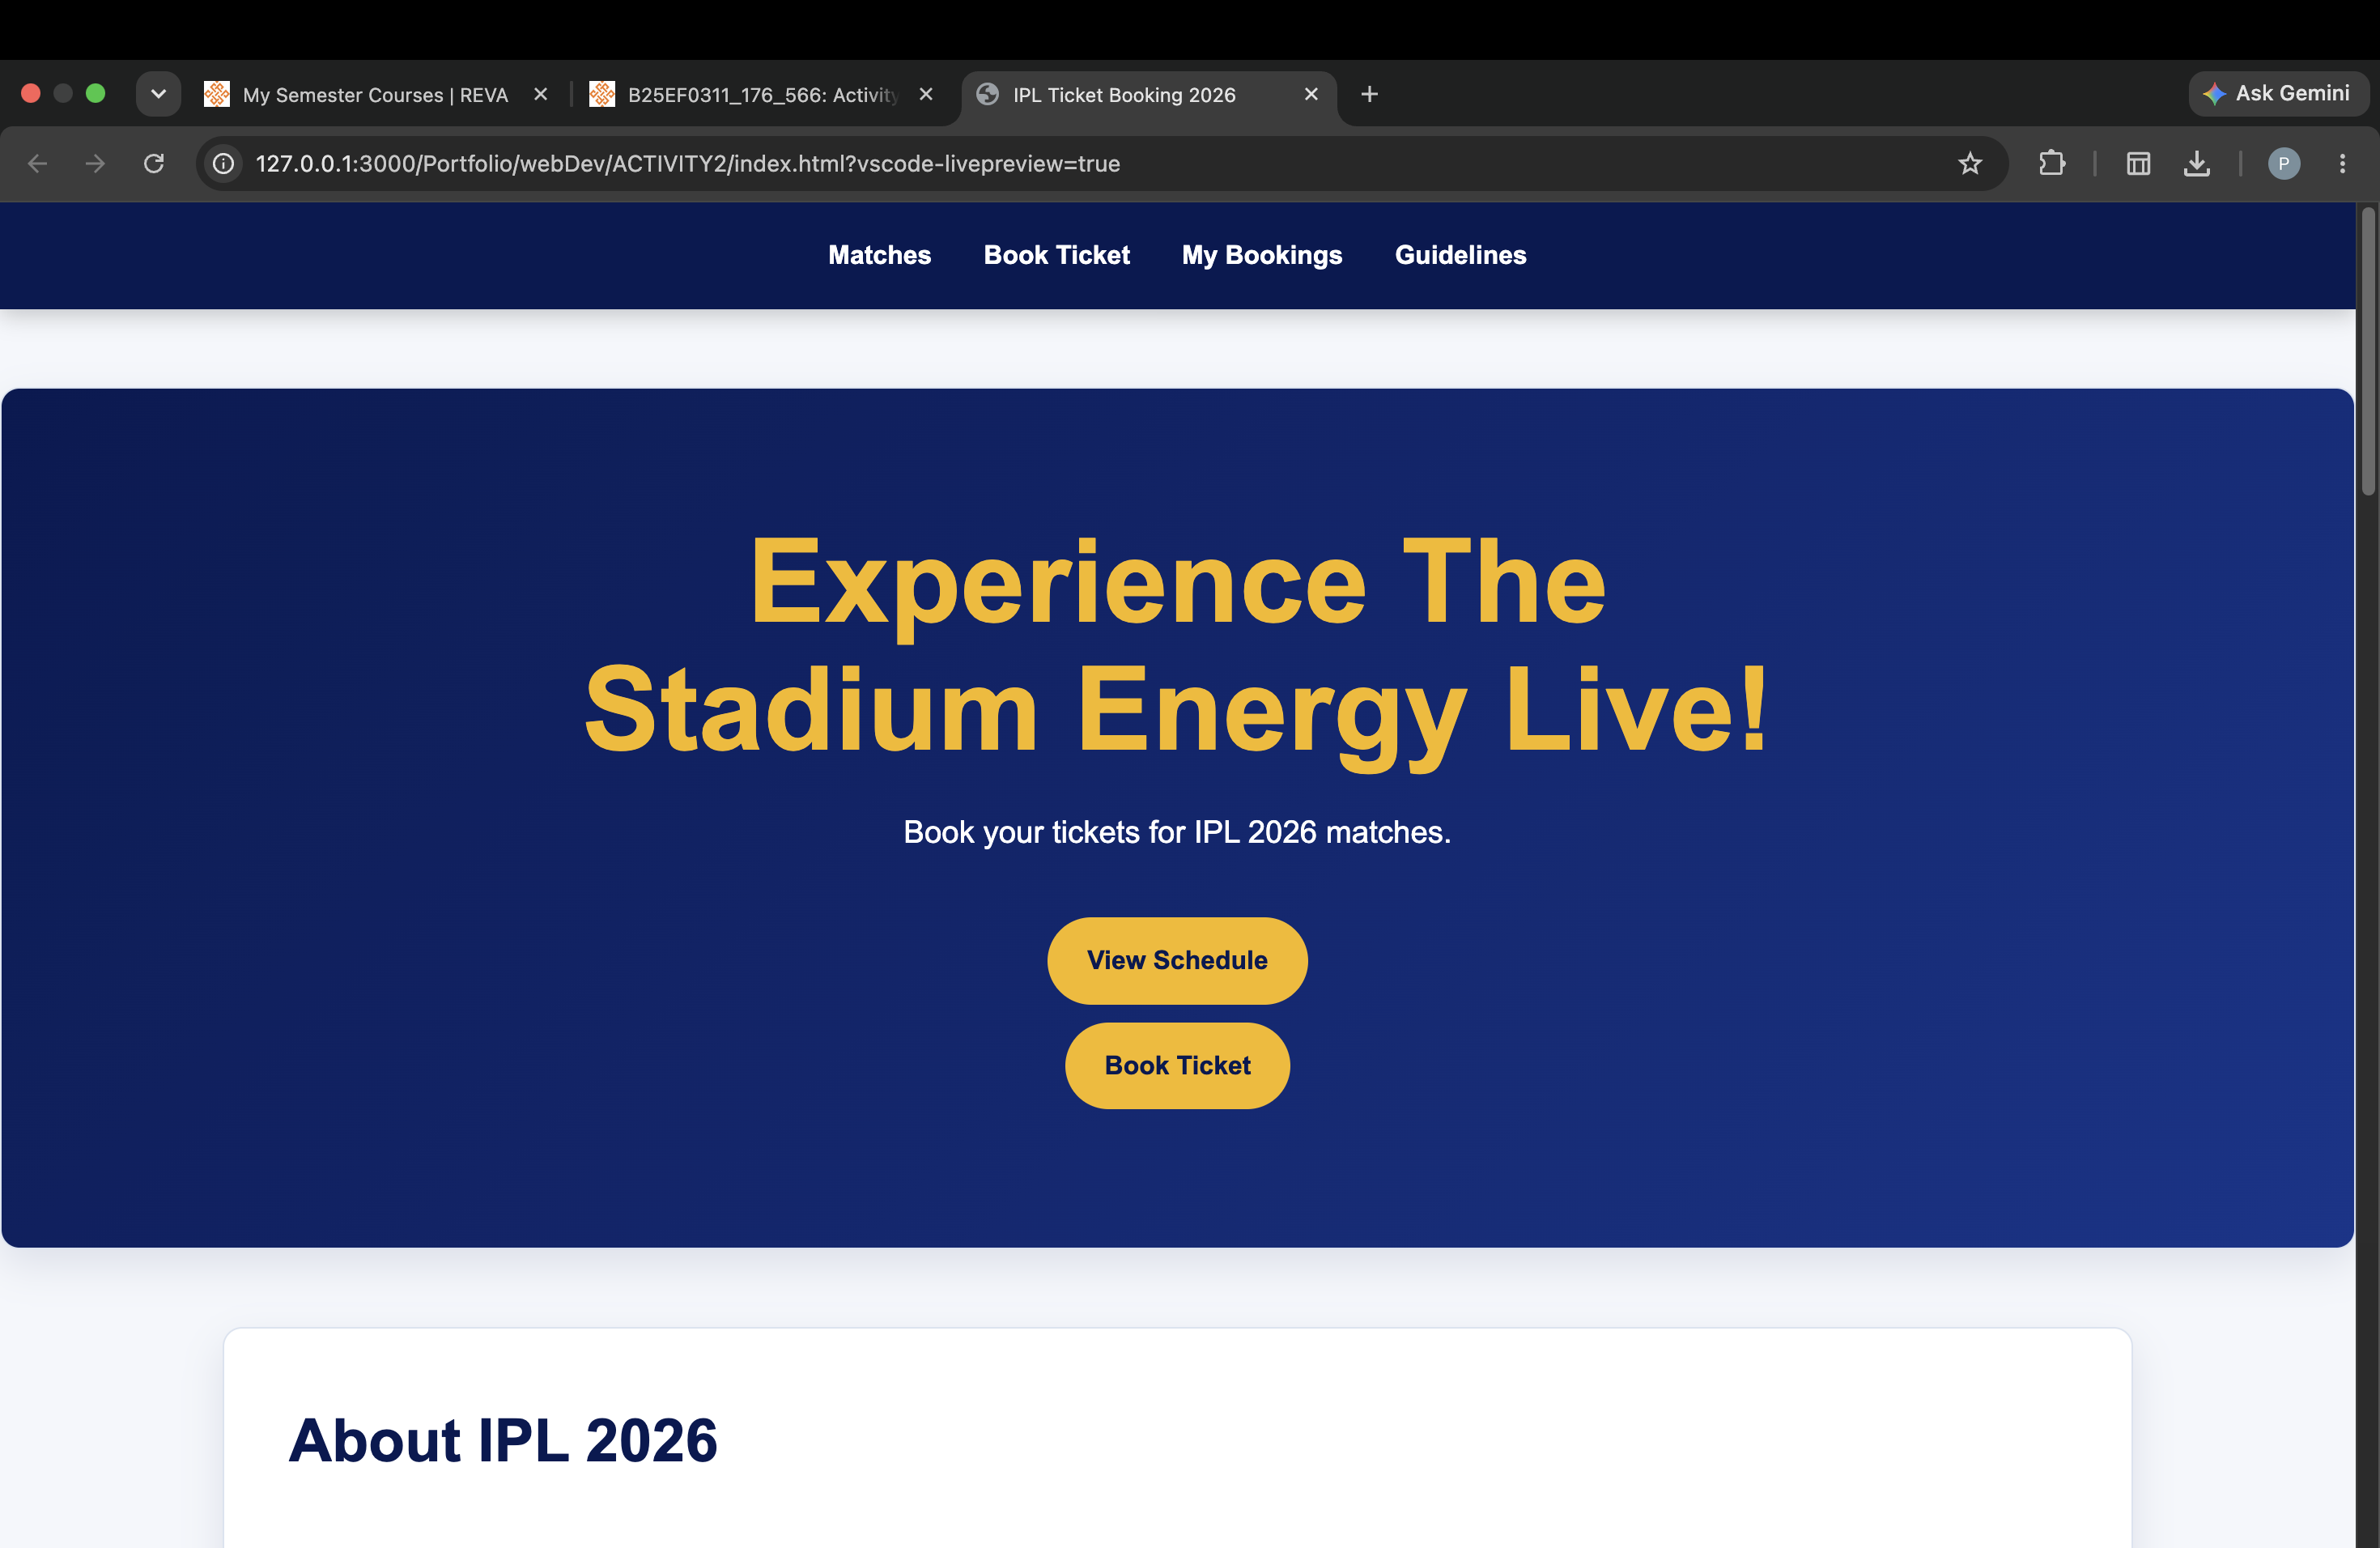 My Semester Courses | REVA
B25EF0311_176_566: Activity
IPL Ticket Booking 2026
Ask Gemini
127.0.0.1:3000/Portfolio/webDev/ACTIVITY2/index.html?vscode-livepreview=true
P
Matches Book Ticket My Bookings Guidelines
Experience The
Stadium Energy Live!
Book your tickets for IPL 2026 matches.
View Schedule
Book Ticket
About IPL 2026